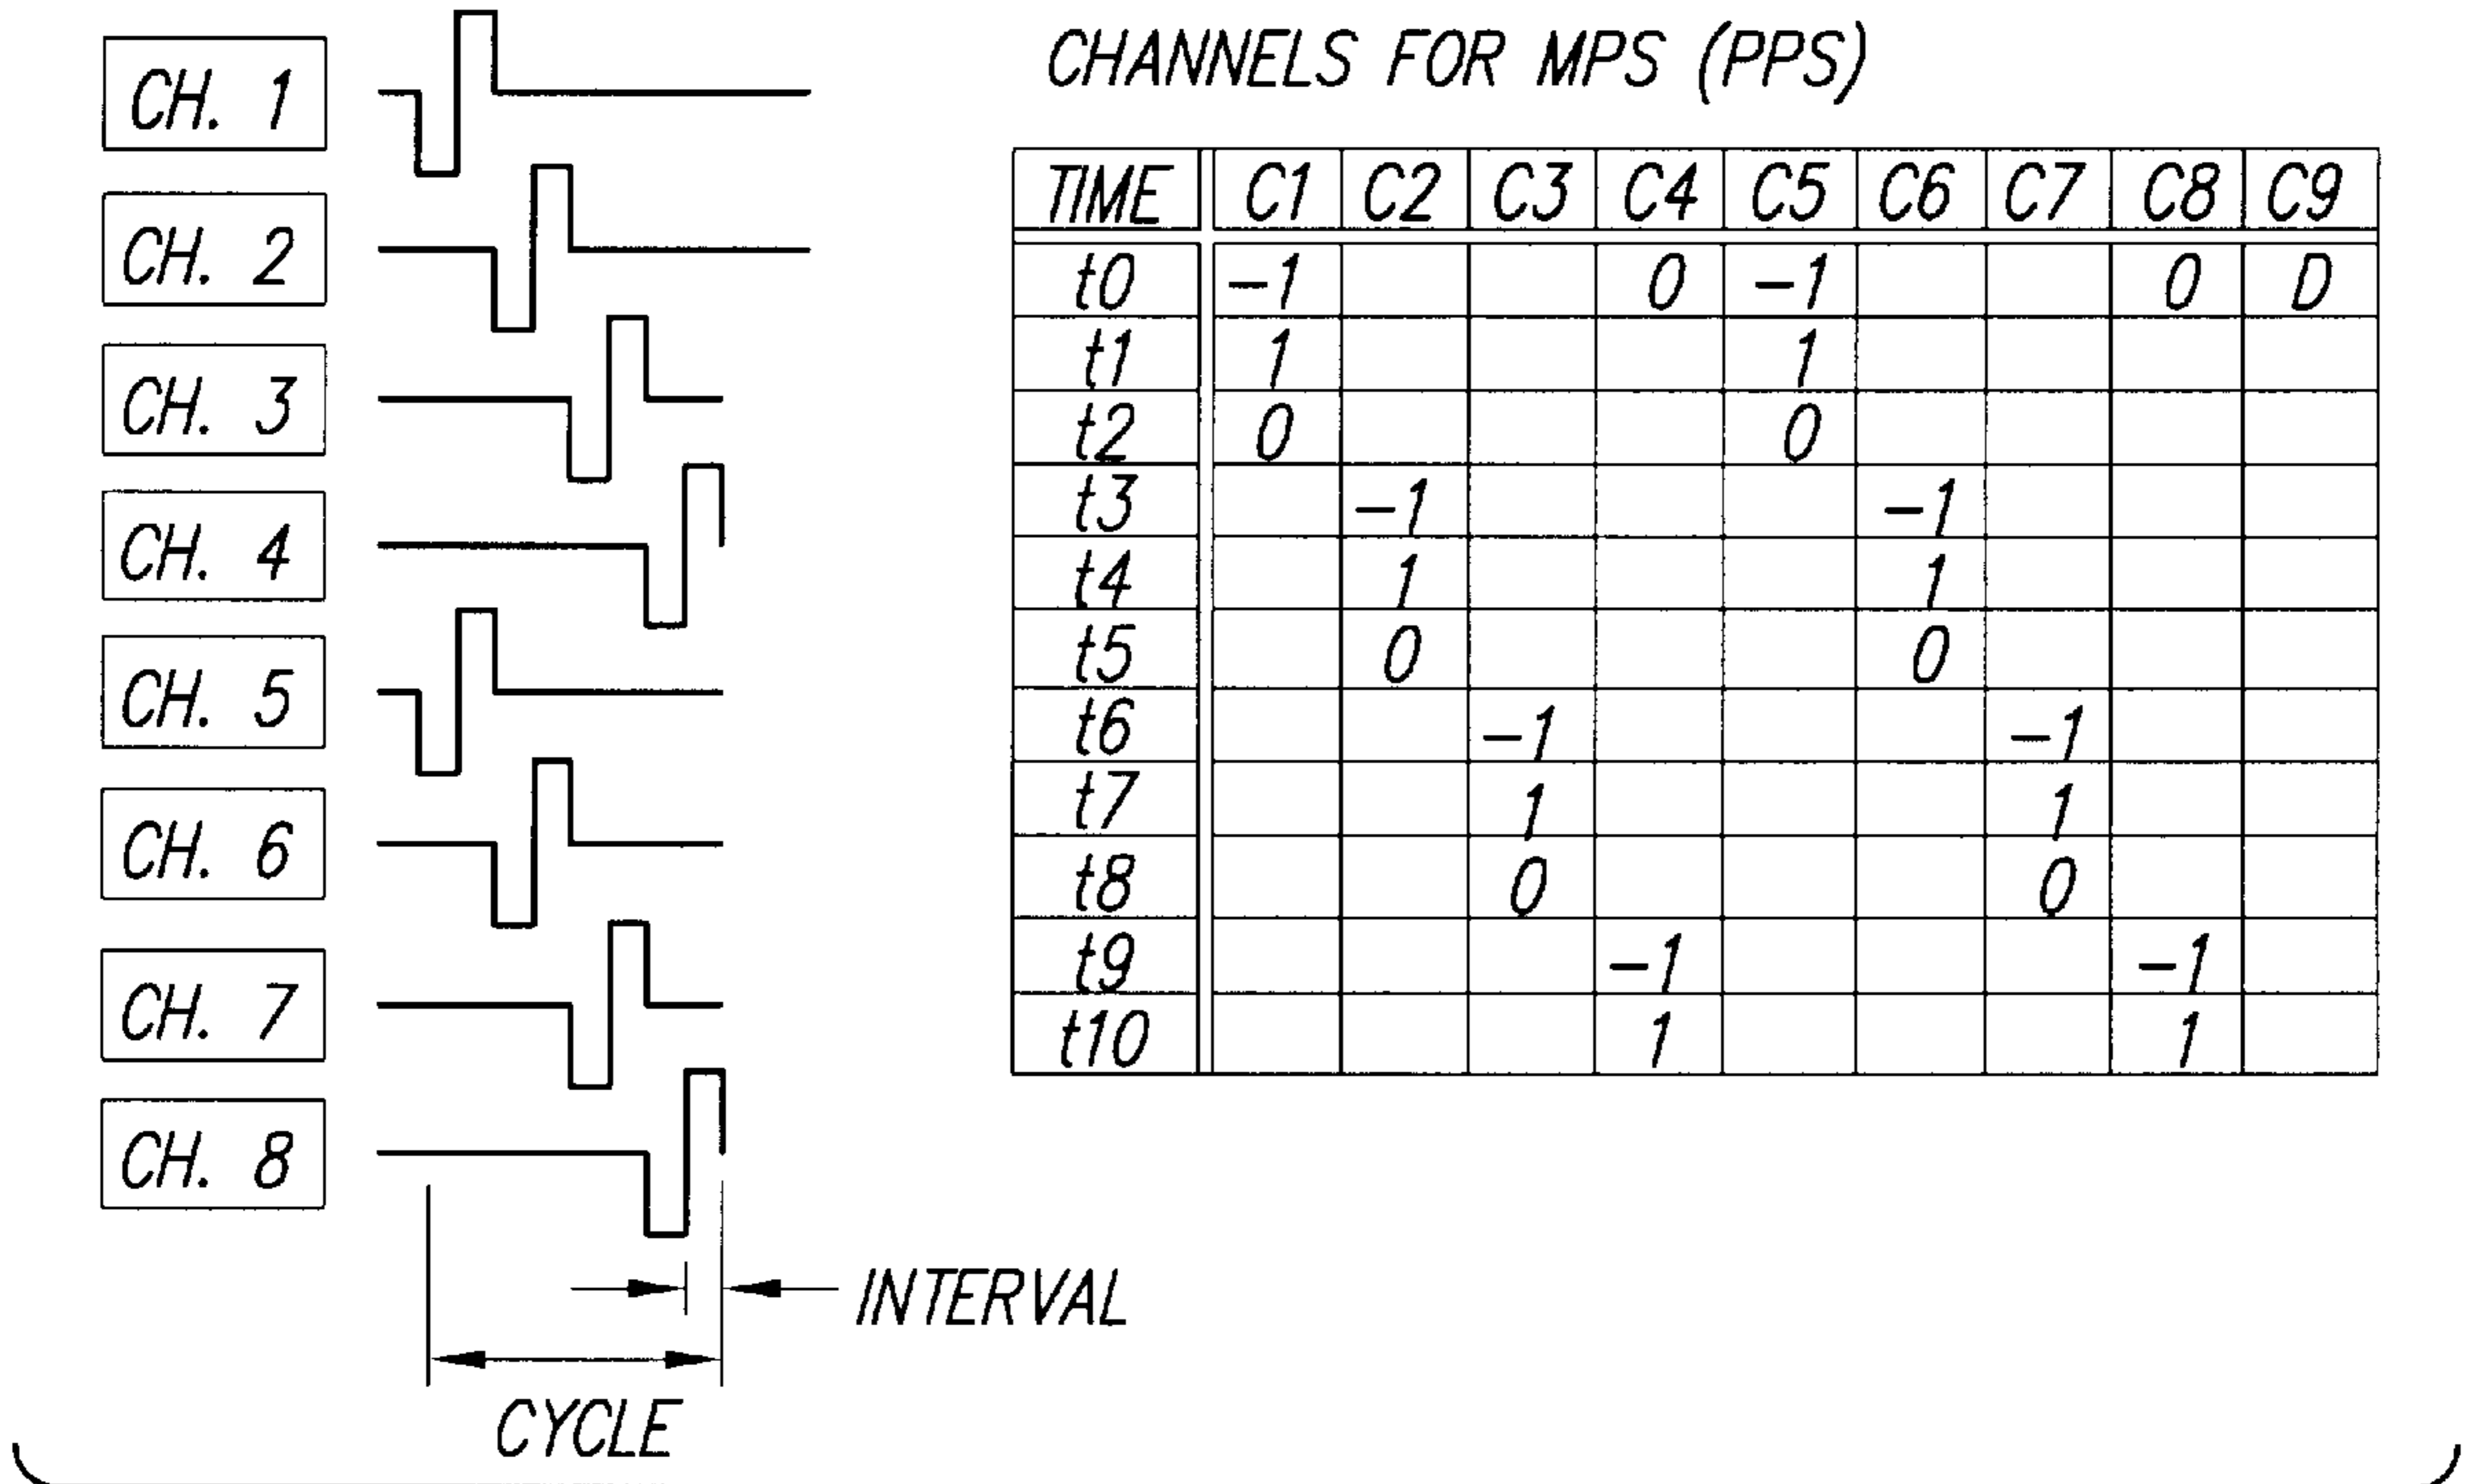 CH. 1
CH. 2
CH. 3
CH. 4
CH. 5
CH. 6
CH. 7
CH. 8
INTERVAL
CYCLE
CHANNELS FOR MPS (PPS)
TIME C1 C2 C3 C4 C5 C6 C7 C8 C9
t0 -1 0 -1 0 D
t1 1 1
t2 0 0
t3 -1 -1
t4 1 1
t5 0 0
t6 -1 -1
t7 1 1
t8 0 0
t9 -1 -1
t10 1 1